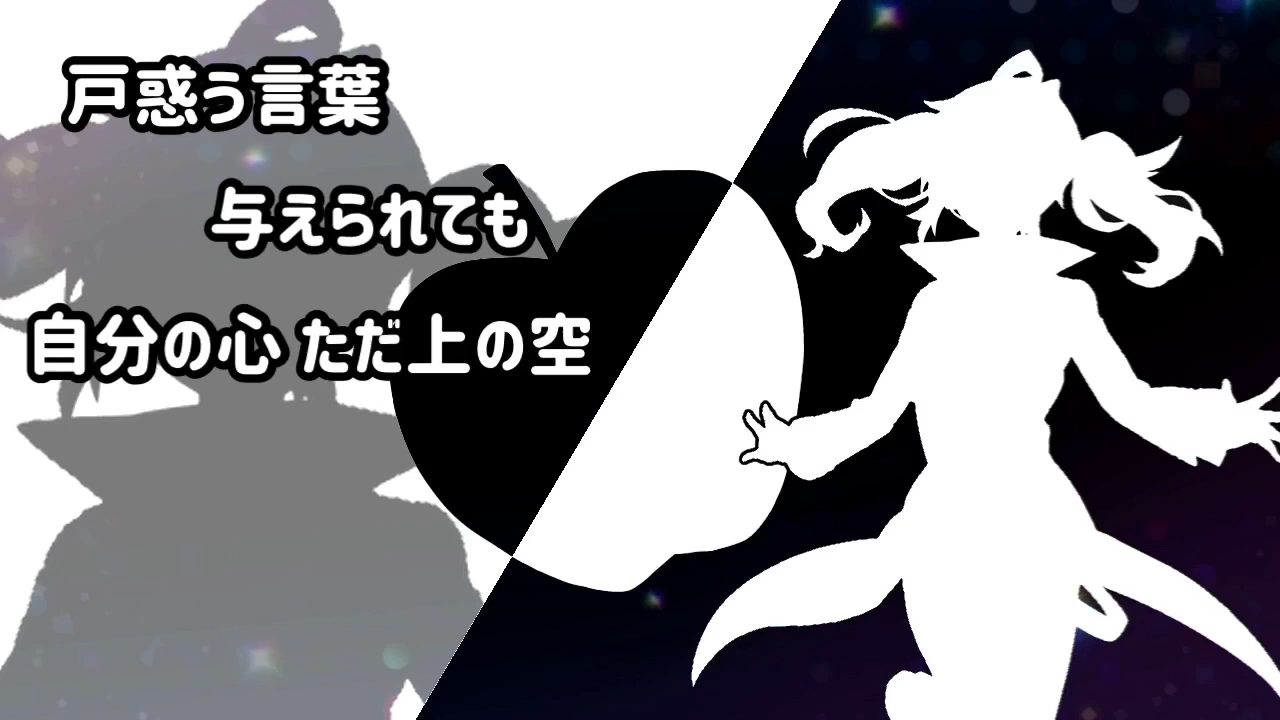 戸惑う言葉
与えられても
自分の心 ただ上の空